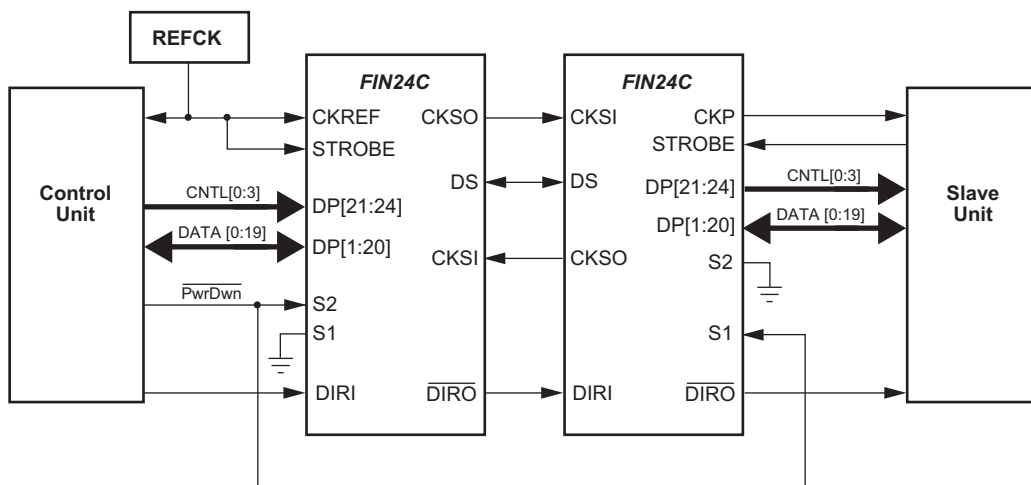 REFCK
FIN24C
FIN24C
CKREF
CKSO
CKSI
CKP
STROBE
STROBE
Control
Unit
CNTL[0:3]
DP[21:24]
DS
DS
DP[21:24]
CNTL[0:3]
Slave
Unit
DATA [0:19]
DP[1:20]
DP[1:20]
DATA [0:19]
CKSI
CKSO
S2
PwrDwn
S2
S1
S1
DIRI
DIRO
DIRI
DIRO